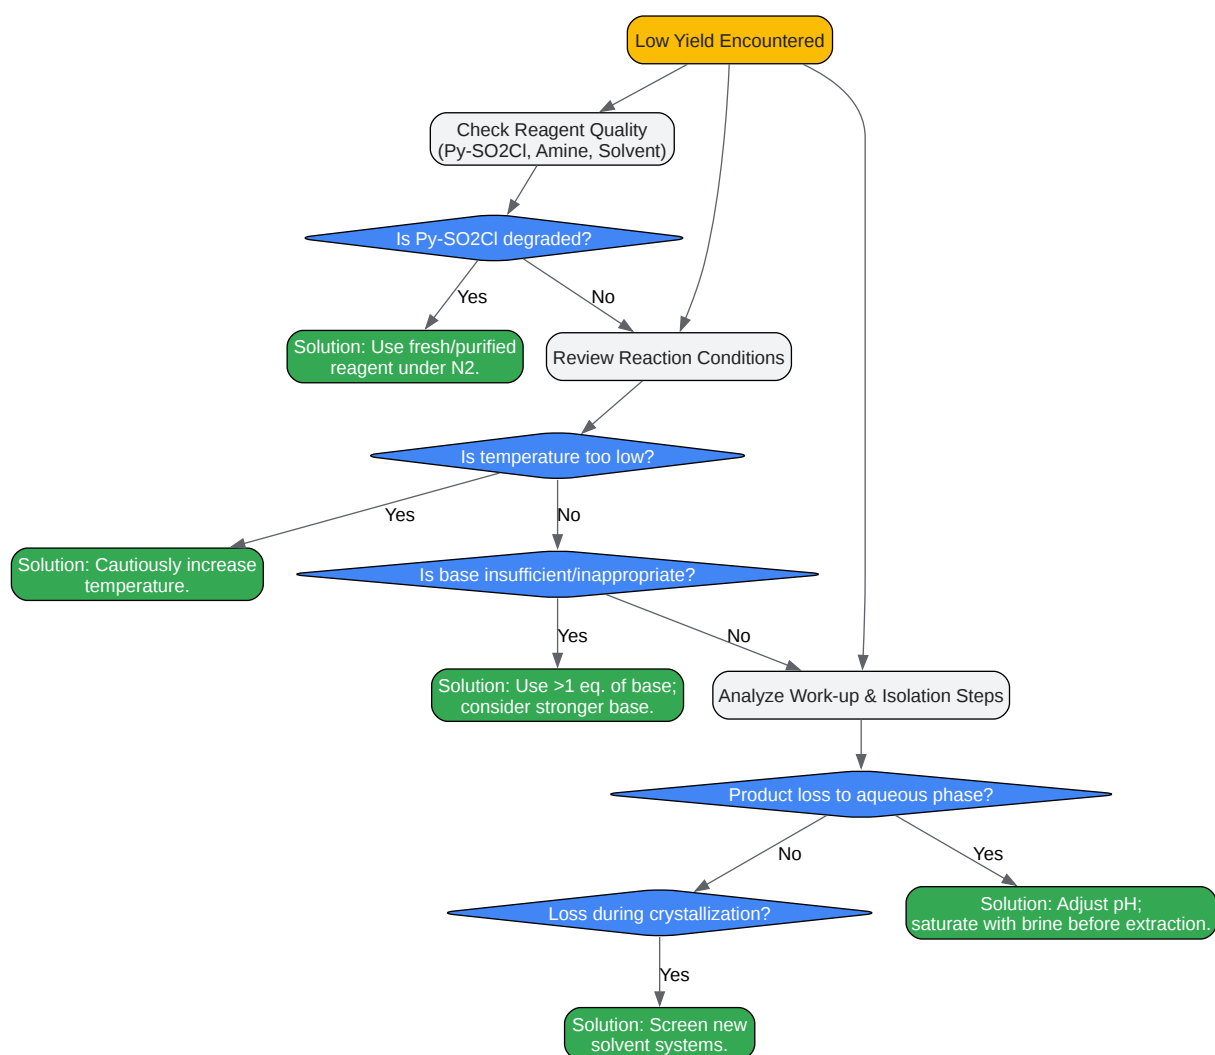 Low Yield Encountered
Check Reagent Quality
(Py-SO2Cl, Amine, Solvent)
Is Py-SO2Cl degraded?
Yes
No
Solution: Use fresh/purified
reagent under N2.
Review Reaction Conditions
Is temperature too low?
Yes
No
Solution: Cautiously increase
temperature.
Is base insufficient/inappropriate?
Yes
No
Solution: Use >1 eq. of base;
consider stronger base.
Analyze Work-up & Isolation Steps
Product loss to aqueous phase?
No
Yes
Solution: Adjust pH;
saturate with brine before extraction.
Loss during crystallization?
Yes
Solution: Screen new
solvent systems.